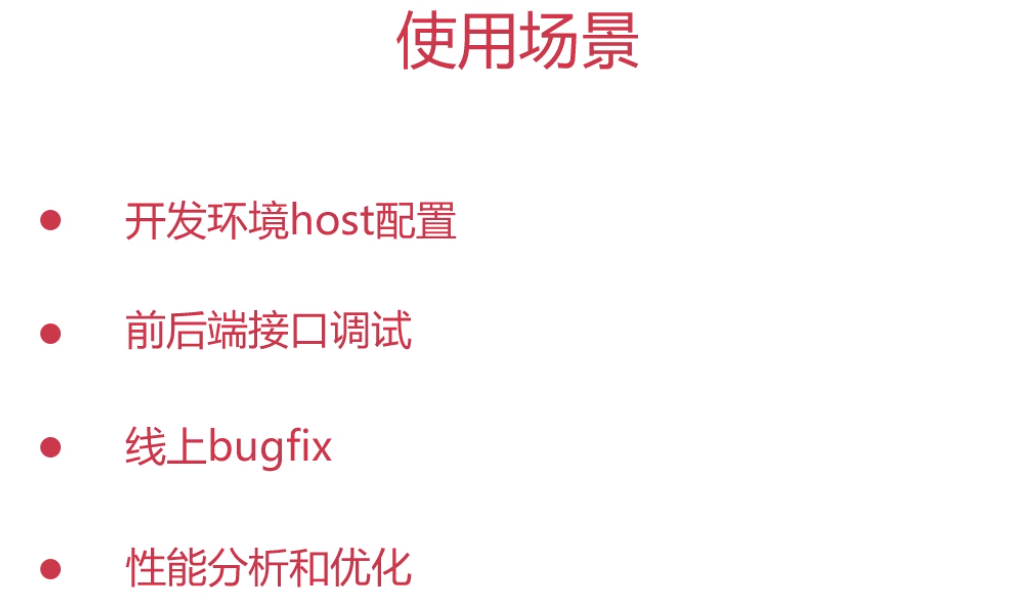 使用场景
开发环境host配置
前后端接口调试
线上bugfix
性能分析和优化